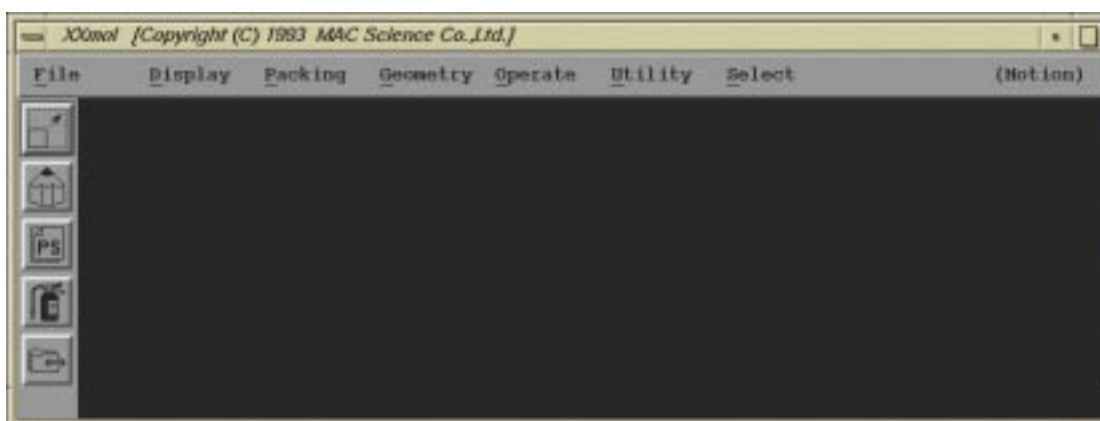 XXmol [Copyright (C) 1993 MAC Science Co.,Ltd.]
File Display Packing Geometry Operate Utility Select (Motion)
PS